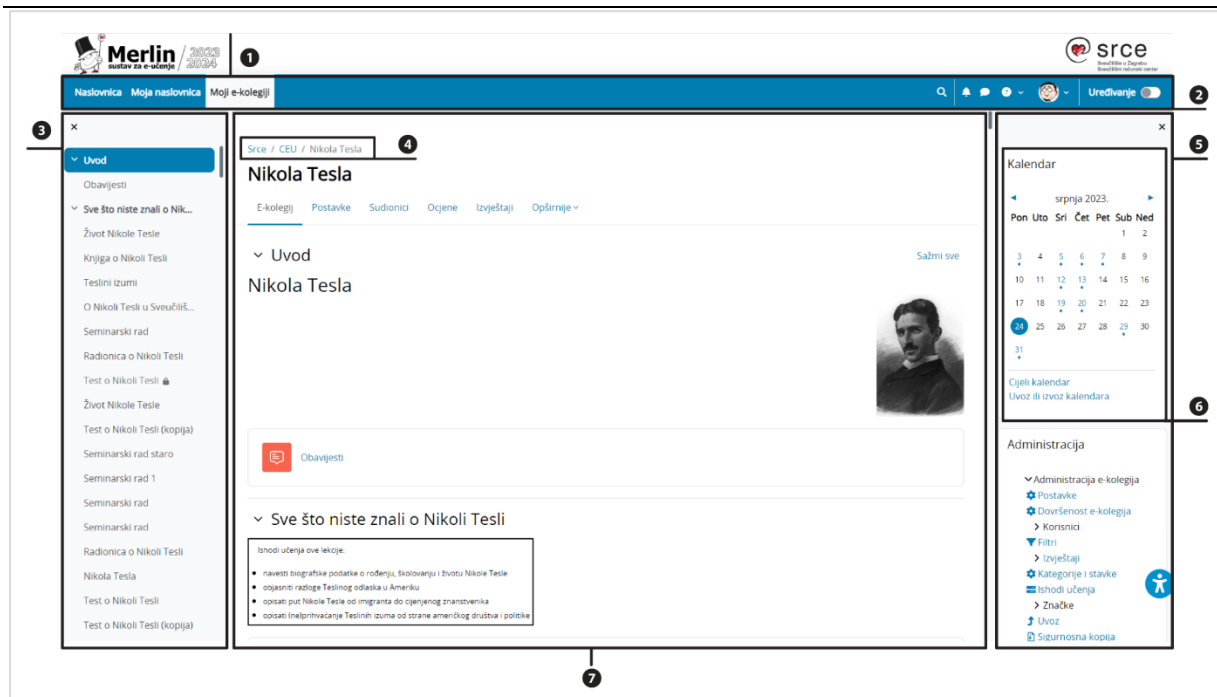 Merlin / 2023 2024
sustav za e-učenje
1
srce
Sveučilište u Zagrebu
Sveučilišni računski centar
Naslovnica Moja naslovnica Moji e-kolegiji
Uređivanje
2
3
Uvod
Obavijesti
Sve što niste znali o Nik...
Život Nikole Tesle
Knjiga o Nikoli Tesli
Teslini izumi
O Nikoli Tesli u Sveučiliš...
Seminarski rad
Radionica o Nikoli Tesli
Test o Nikoli Tesli
Život Nikole Tesle
Test o Nikoli Tesli (kopija)
Seminarski rad staro
Seminarski rad 1
Seminarski rad
Seminarski rad
Radionica o Nikoli Tesli
Nikola Tesla
Test o Nikoli Tesli
Test o Nikoli Tesli (kopija)
Srce / CEU / Nikola Tesla
4
Nikola Tesla
E-kolegij Postavke Sudionici Ocjene Izvještaji Opširnije
Uvod
Sažmi sve
Nikola Tesla
Obavijesti
Sve što niste znali o Nikoli Tesli
Ishodi učenja ove lekcije:
• navesti biografske podatke o rođenju, školovanju i životu Nikole Tesle
• objasniti razloge Teslinog odlaska u Ameriku
• opisati put Nikole Tesle od imigranta do cijenjenog znanstvenika
• opisati (ne)prihvaćanje Teslinih izuma od strane američkog društva i politike
7
5
Kalendar
srpnja 2023.
Pon Uto Sri Čet Pet Sub Ned
1 2
3 4 5 6 7 8 9
10 11 12 13 14 15 16
17 18 19 20 21 22 23
24 25 26 27 28 29 30
31
Cijeli kalendar
Uvoz ili izvoz kalendara
6
Administracija
Administracija e-kolegija
Postavke
Dovršenost e-kolegija
Korisnici
Filtri
Izvještaji
Kategorije i stavke
Ishodi učenja
Značke
Uvoz
Sigurnosna kopija